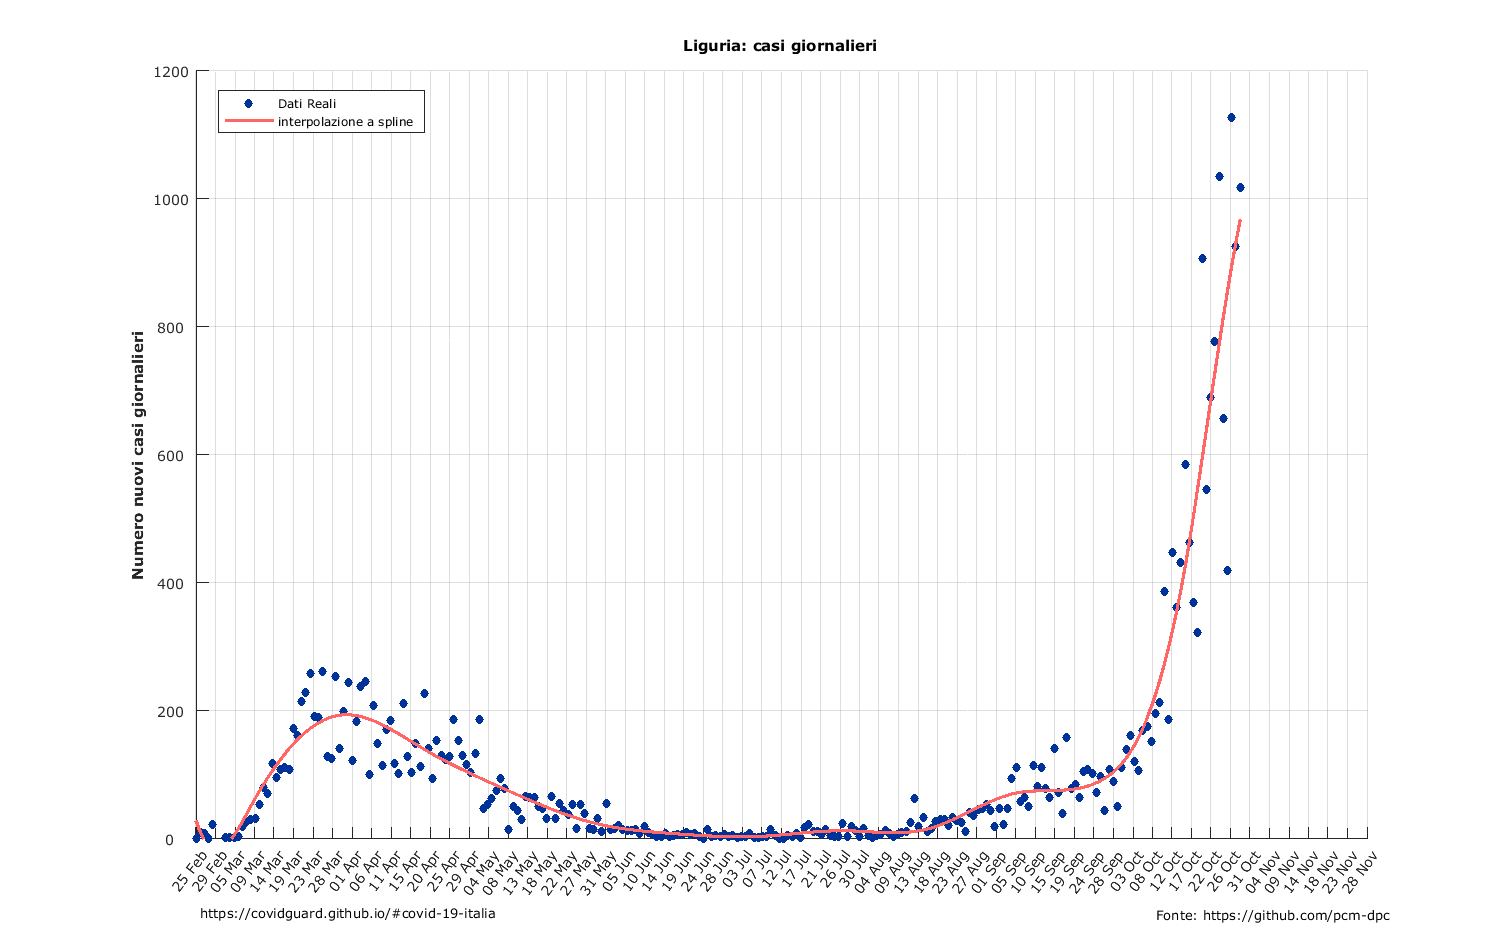 Liguria: casi giornalieri
1200
1000
800
600
400
200
0
Numero nuovi casi giornalieri
Dati Reali
interpolazione a spline
25 Feb
29 Feb
05 Mar
09 Mar
14 Mar
19 Mar
23 Mar
28 Mar
01 Apr
06 Apr
11 Apr
15 Apr
20 Apr
25 Apr
29 Apr
04 May
08 May
13 May
18 May
22 May
27 May
31 May
05 Jun
10 Jun
14 Jun
19 Jun
24 Jun
28 Jun
03 Jul
07 Jul
12 Jul
17 Jul
21 Jul
26 Jul
30 Jul
04 Aug
09 Aug
13 Aug
18 Aug
23 Aug
27 Aug
01 Sep
05 Sep
10 Sep
15 Sep
19 Sep
24 Sep
28 Sep
03 Oct
08 Oct
12 Oct
17 Oct
22 Oct
26 Oct
31 Oct
04 Nov
09 Nov
14 Nov
18 Nov
23 Nov
28 Nov
https://covidguard.github.io/#covid-19-italia
Fonte: https://github.com/pcm-dpc